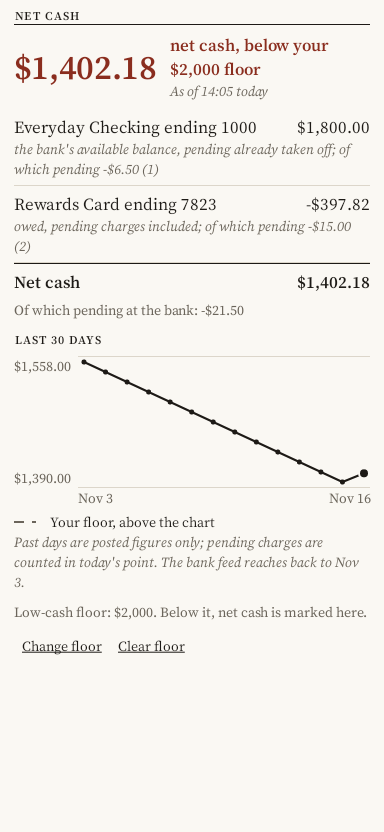 NET CASH
$1,402.18
net cash, below your
$2,000 floor
As of 14:05 today
Everyday Checking ending 1000 $1,800.00
the bank's available balance, pending already taken off; of
which pending -$6.50 (1)
Rewards Card ending 7823 -$397.82
owed, pending charges included; of which pending -$15.00
(2)
Net cash $1,402.18
Of which pending at the bank: -$21.50
LAST 30 DAYS
$1,558.00
$1,390.00
Nov 3 Nov 16
Your floor, above the chart
Past days are posted figures only; pending charges are
counted in today's point. The bank feed reaches back to Nov
3.
Low-cash floor: $2,000. Below it, net cash is marked here.
Change floor Clear floor